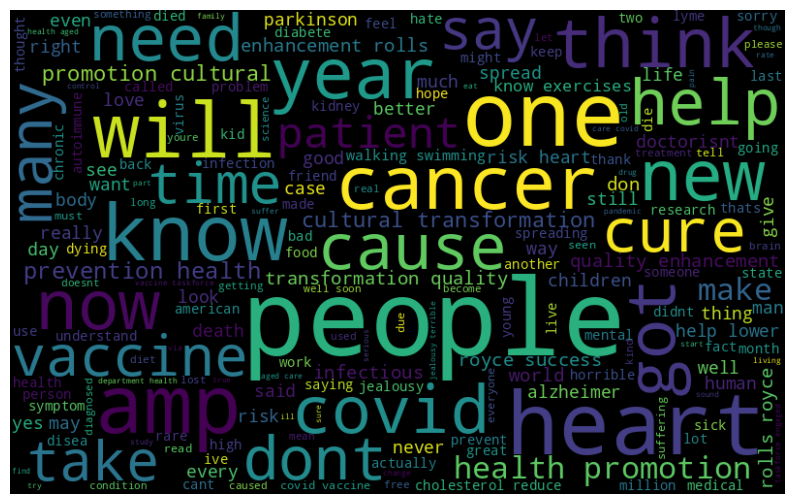 something family died parkinson feel hate two lyme sorry let though
health aged even need say think please
thought right enhancement rolls diabete might keep rate
promotion cultural year called problem much spread life last
control love kidney hope know exercises help pain
many virus science youre kid better eat old die care covid
autoimmune will patient one doctorisnt going
chronic back infection good walking swimming risk heart thank treatment tell
see want part time friend real case cancer don still drug new
body long suffer made first cultural transformation research thats
must really know bad spreading way seen pandemic give
day dying food cause another cure brain
prevention health children quality enhancement
doesnt vaccine taskforce getting transformation quality someone state
now look well soon become people live got make
american young due didnt man
use understand death used mental thing
vaccine diet work royce success kind help lower fact month start
health infectious serious jealousy terrible world horrible well living
person department health lost true said saying jealousy everyone alzheimer human
symptom diagnosed amp covid heart suffering sick sound rolls royce
yes may risk ill sure never prevent lot
disea rare high mean great
take study read ive every dont actually health promotion
find try condition caused cant covid vaccine free change cholesterol reduce million medical